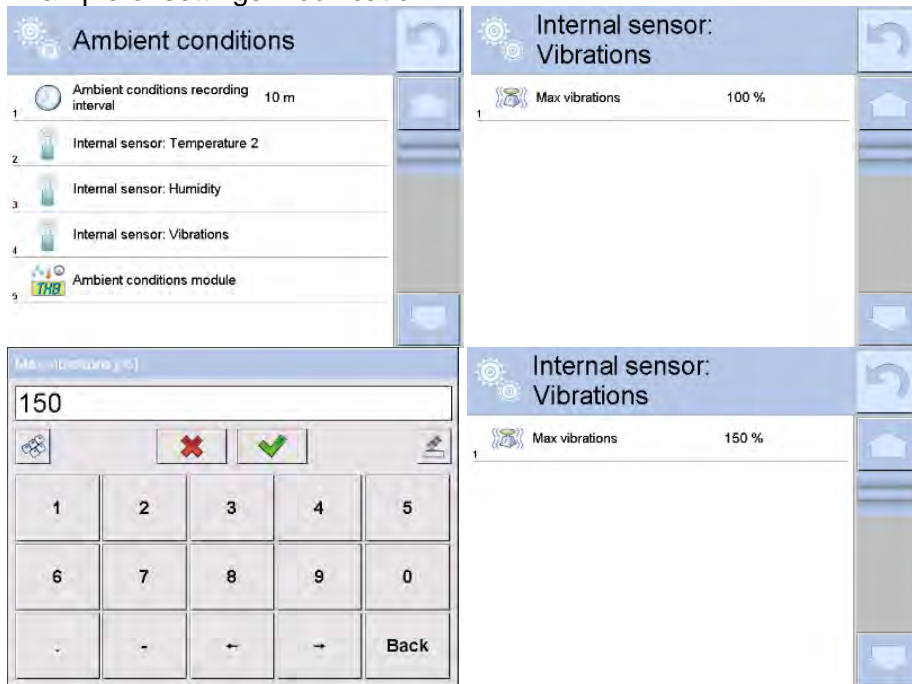 Ambient conditions
1 Ambient conditions recording interval 10 m
2 Internal sensor: Temperature 2
3 Internal sensor: Humidity
4 Internal sensor: Vibrations
5 THB Ambient conditions module
Internal sensor:
Vibrations
1 Max vibrations 100 %
Max vibrations [%]
150
1 2 3 4 5
6 7 8 9 0
. - ← → Back
Internal sensor:
Vibrations
1 Max vibrations 150 %